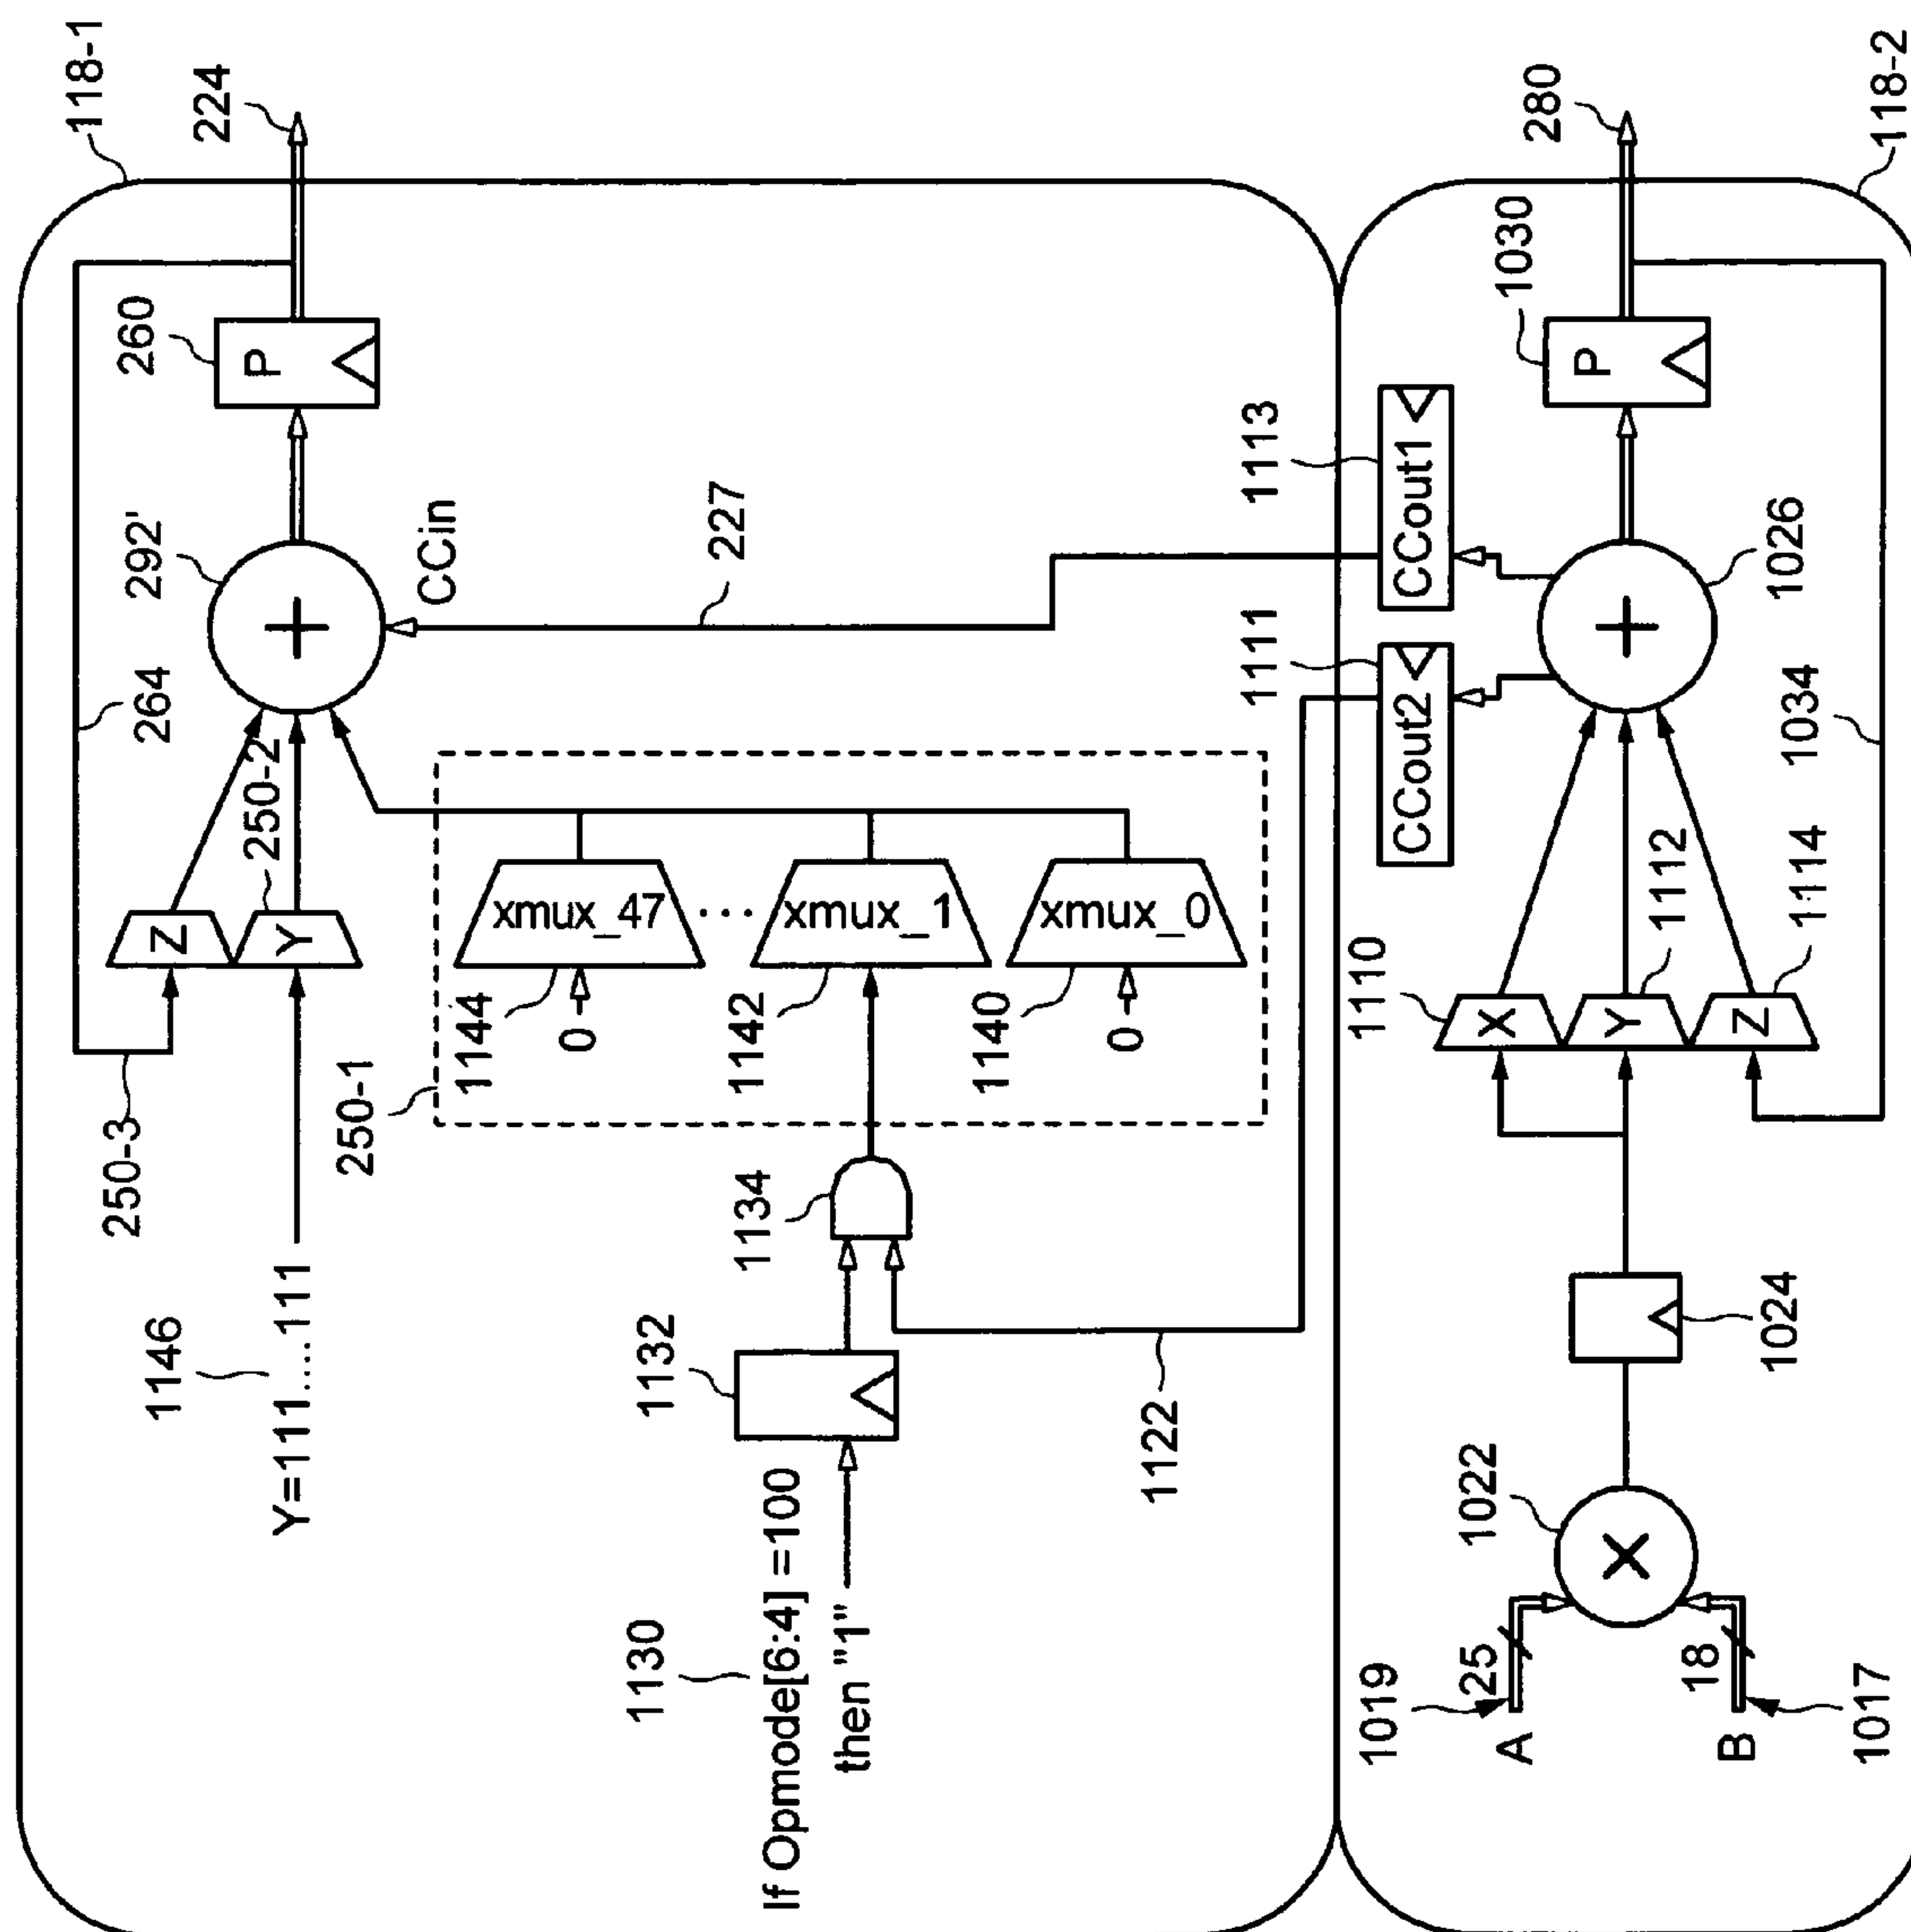 118-1
224
260
P
264
292'
+
CCin
227
250-2
Z
Y
250-3
1146
Y=111....111
250-1
1144
xmux_47
...
1142
xmux_1
1140
xmux_0
0
0
1134
1132
1130
If Opmode[6:4] =100
then "1"
1122
118-2
280
1030
P
1113
CCout1
1111
CCout2
1026
+
1034
1110
X
1112
Y
1114
Z
1024
1022
×
1019
25
A
18
B
1017